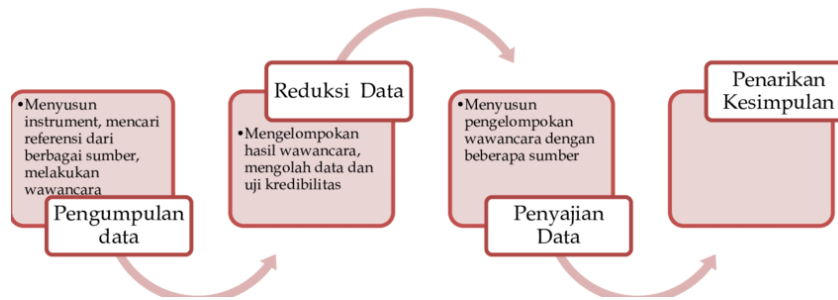 •Menyusun
instrument, mencari
referensi dari
berbagai sumber,
melakukan
wawancara
Pengumpulan
data
Reduksi Data
•Mengelompokan
hasil wawancara,
mengolah data dan
uji kredibilitas
•Menyusun
pengelompokan
wawancara dengan
beberapa sumber
Penyajian
Data
Penarikan
Kesimpulan